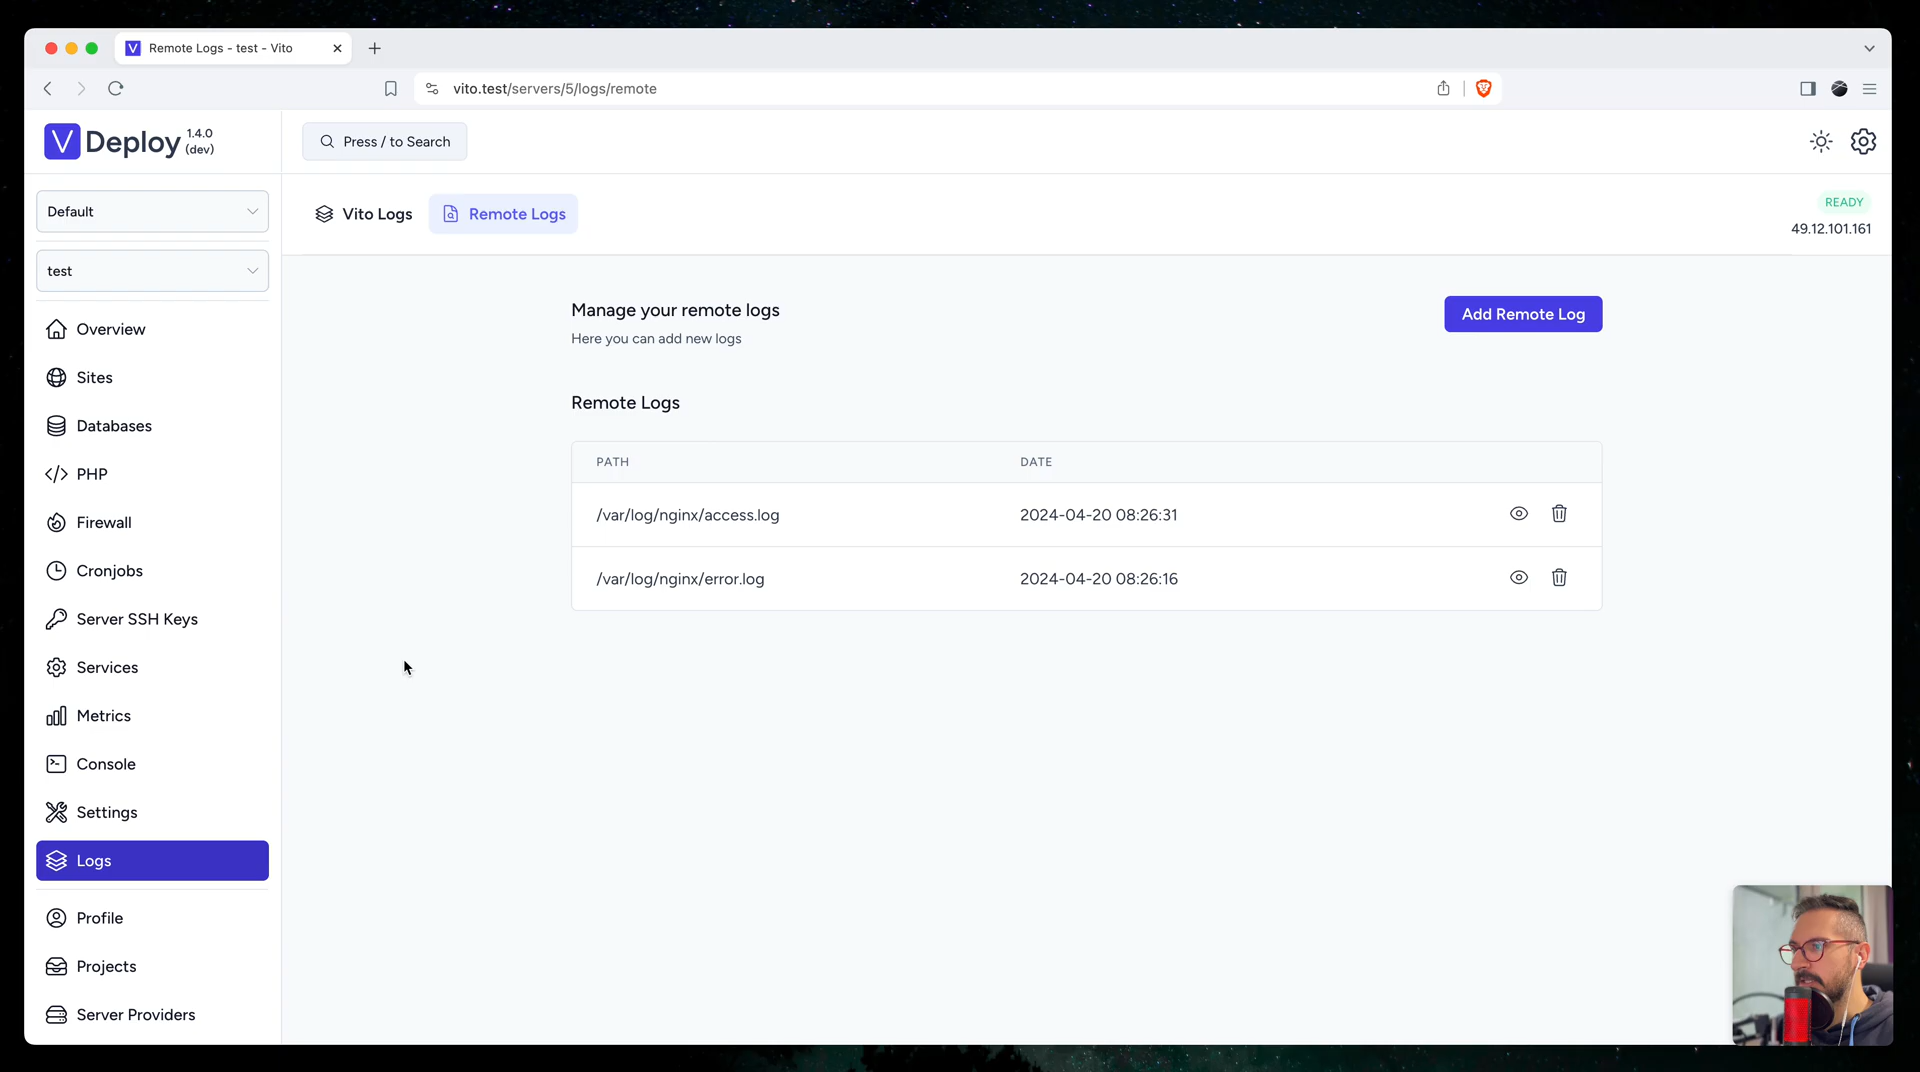 Remote Logs - test - Vito
vito.test/servers/5/logs/remote
V Deploy 1.4.0 (dev)
Press / to Search
Default
test
Overview
Sites
Databases
PHP
Firewall
Cronjobs
Server SSH Keys
Services
Metrics
Console
Settings
Logs
Profile
Projects
Server Providers
Vito Logs
Remote Logs
READY
49.12.101.161
Manage your remote logs
Here you can add new logs
Add Remote Log
Remote Logs
PATH DATE
/var/log/nginx/access.log 2024-04-20 08:26:31
/var/log/nginx/error.log 2024-04-20 08:26:16